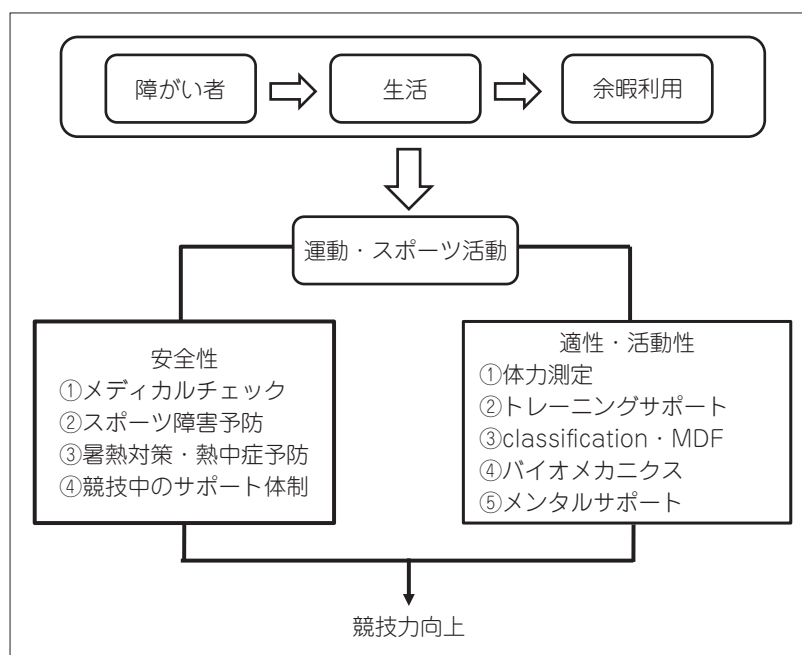 障がい者
生活
余暇利用
運動・スポーツ活動
安全性
①メディカルチェック
②スポーツ障害予防
③暑熱対策・熱中症予防
④競技中のサポート体制
適性・活動性
①体力測定
②トレーニングサポート
③classification・MDF
④バイオメカニクス
⑤メンタルサポート
競技力向上